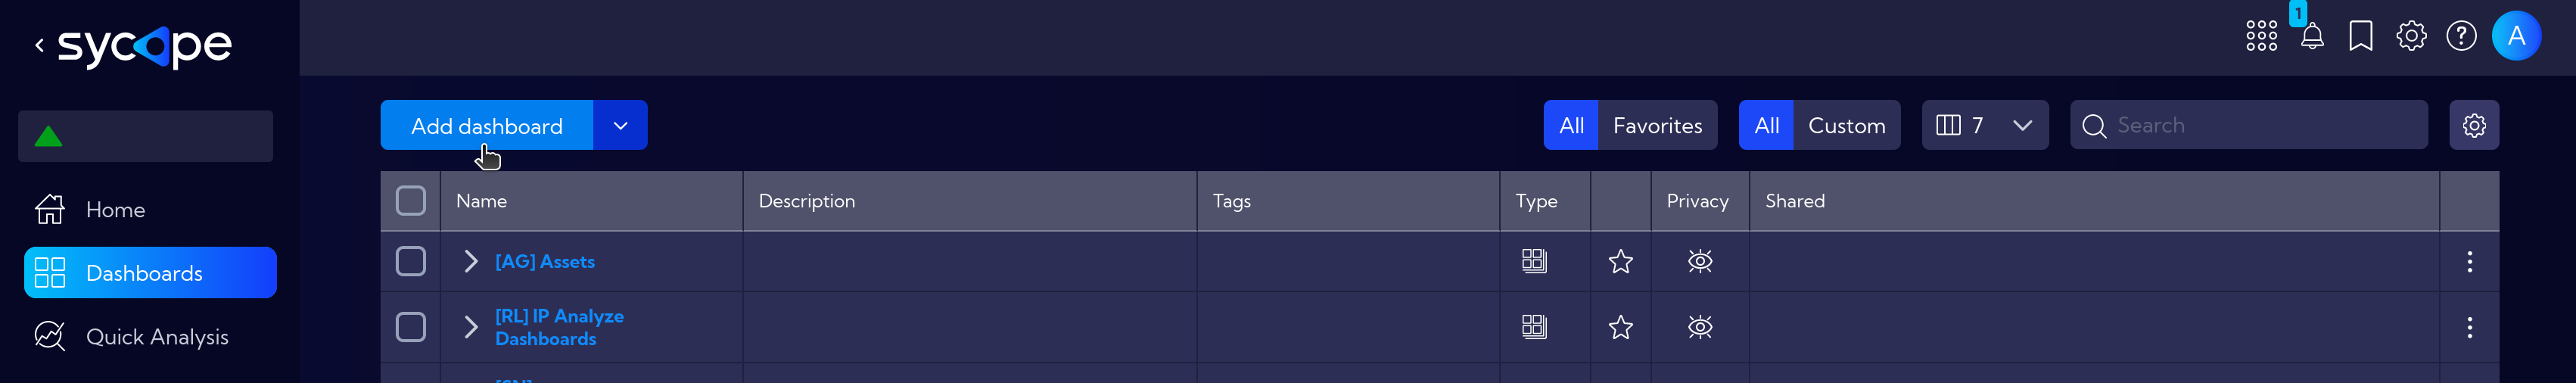 sycope
1
A
Add dashboard
All Favorites
All Custom
7
Search
Home
Dashboards
Quick Analysis
Name Description Tags Type Privacy Shared
[AG] Assets
[RL] IP Analyze
Dashboards